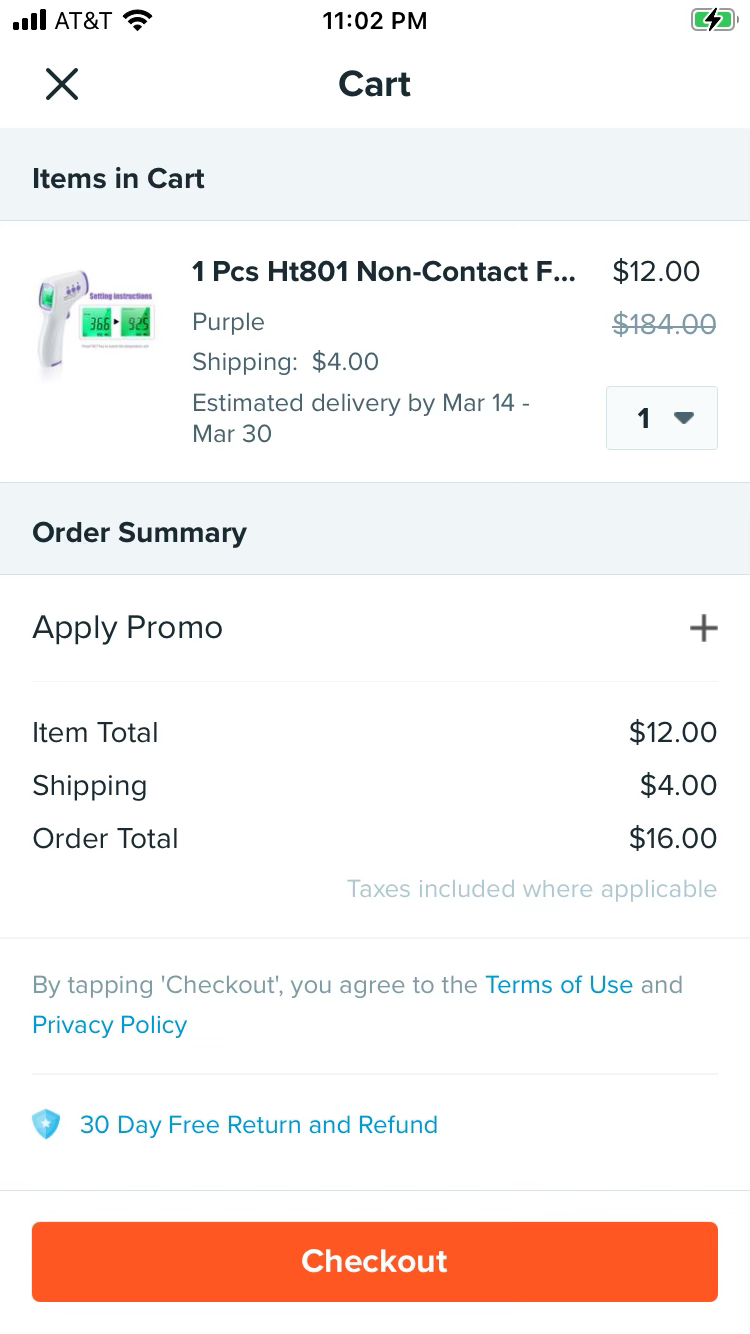 AT&T
11:02 PM
Cart
Items in Cart
1 Pcs Ht801 Non-Contact F...
$12.00
Setting instructions
36.6
92.5
Purple
$184.00
Shipping: $4.00
Estimated delivery by Mar 14 -
Mar 30
1
Order Summary
Apply Promo
+
Item Total
$12.00
Shipping
$4.00
Order Total
$16.00
Taxes included where applicable
By tapping 'Checkout', you agree to the Terms of Use and
Privacy Policy
30 Day Free Return and Refund
Checkout